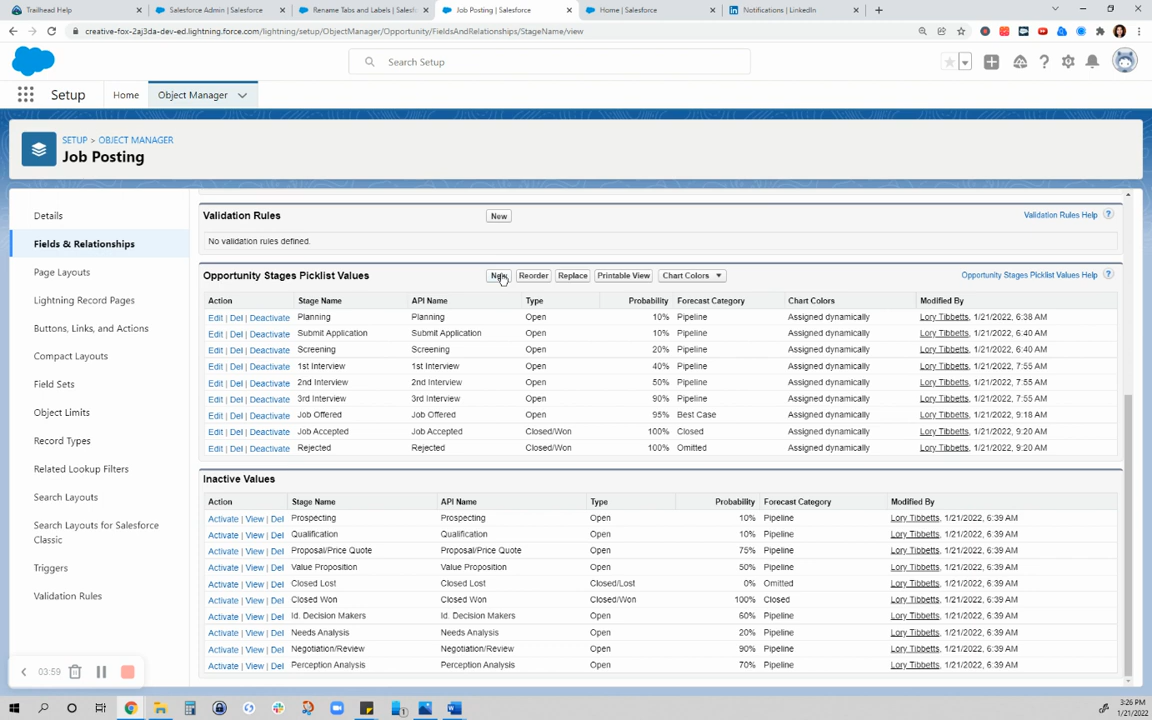 Trailhead Help
Salesforce Admin | Salesforce
Rename Tabs and Labels | Salesf
Job Posting | Salesforce
Home | Salesforce
Notifications | LinkedIn
creative-fox-2aj3da-dev-ed.lightning.force.com/lightning/setup/ObjectManager/Opportunity/FieldsAndRelationships/StageName/view
Search Setup
Setup
Home
Object Manager
SETUP > OBJECT MANAGER
Job Posting
Details
Fields & Relationships
Page Layouts
Lightning Record Pages
Buttons, Links, and Actions
Compact Layouts
Field Sets
Object Limits
Record Types
Related Lookup Filters
Search Layouts
Search Layouts for Salesforce
Classic
Triggers
Validation Rules
Validation Rules New Validation Rules Help ?
No validation rules defined.
Opportunity Stages Picklist Values New Reorder Replace Printable View Chart Colors Opportunity Stages Picklist Values Help ?
Action Stage Name API Name Type Probability Forecast Category Chart Colors Modified By
Edit | Del | Deactivate Planning Planning Open 10% Pipeline Assigned dynamically Lory Tibbetts, 1/21/2022, 6:38 AM
Edit | Del | Deactivate Submit Application Submit Application Open 10% Pipeline Assigned dynamically Lory Tibbetts, 1/21/2022, 6:40 AM
Edit | Del | Deactivate Screening Screening Open 20% Pipeline Assigned dynamically Lory Tibbetts, 1/21/2022, 6:40 AM
Edit | Del | Deactivate 1st Interview 1st Interview Open 40% Pipeline Assigned dynamically Lory Tibbetts, 1/21/2022, 7:55 AM
Edit | Del | Deactivate 2nd Interview 2nd Interview Open 50% Pipeline Assigned dynamically Lory Tibbetts, 1/21/2022, 7:55 AM
Edit | Del | Deactivate 3rd Interview 3rd Interview Open 90% Pipeline Assigned dynamically Lory Tibbetts, 1/21/2022, 7:55 AM
Edit | Del | Deactivate Job Offered Job Offered Open 95% Best Case Assigned dynamically Lory Tibbetts, 1/21/2022, 9:18 AM
Edit | Del | Deactivate Job Accepted Job Accepted Closed/Won 100% Closed Assigned dynamically Lory Tibbetts, 1/21/2022, 9:20 AM
Edit | Del | Deactivate Rejected Rejected Closed/Won 100% Omitted Assigned dynamically Lory Tibbetts, 1/21/2022, 9:20 AM
Inactive Values
Action Stage Name API Name Type Probability Forecast Category Modified By
Activate | View | Del Prospecting Prospecting Open 10% Pipeline Lory Tibbetts, 1/21/2022, 6:39 AM
Activate | View | Del Qualification Qualification Open 10% Pipeline Lory Tibbetts, 1/21/2022, 6:39 AM
Activate | View | Del Proposal/Price Quote Proposal/Price Quote Open 75% Pipeline Lory Tibbetts, 1/21/2022, 6:39 AM
Activate | View | Del Value Proposition Value Proposition Open 50% Pipeline Lory Tibbetts, 1/21/2022, 6:39 AM
Activate | View | Del Closed Lost Closed Lost Closed/Lost 0% Omitted Lory Tibbetts, 1/21/2022, 6:39 AM
Activate | View | Del Closed Won Closed Won Closed/Won 100% Closed Lory Tibbetts, 1/21/2022, 6:39 AM
Activate | View | Del Id. Decision Makers Id. Decision Makers Open 60% Pipeline Lory Tibbetts, 1/21/2022, 6:39 AM
Activate | View | Del Needs Analysis Needs Analysis Open 20% Pipeline Lory Tibbetts, 1/21/2022, 6:39 AM
Activate | View | Del Negotiation/Review Negotiation/Review Open 90% Pipeline Lory Tibbetts, 1/21/2022, 6:39 AM
Activate | View | Del Perception Analysis Perception Analysis Open 70% Pipeline Lory Tibbetts, 1/21/2022, 6:39 AM
03:59
3:26 PM
1/21/2022